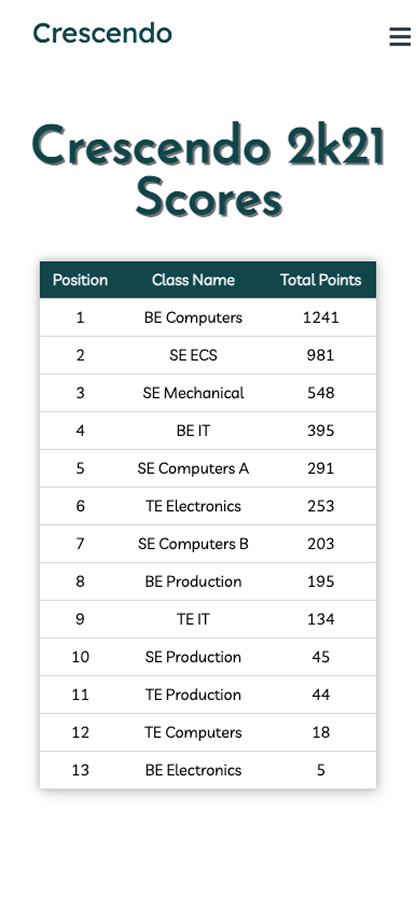 Crescendo
Crescendo 2k21
Scores
Position Class Name Total Points
1 BE Computers 1241
2 SE ECS 981
3 SE Mechanical 548
4 BE IT 395
5 SE Computers A 291
6 TE Electronics 253
7 SE Computers B 203
8 BE Production 195
9 TE IT 134
10 SE Production 45
11 TE Production 44
12 TE Computers 18
13 BE Electronics 5